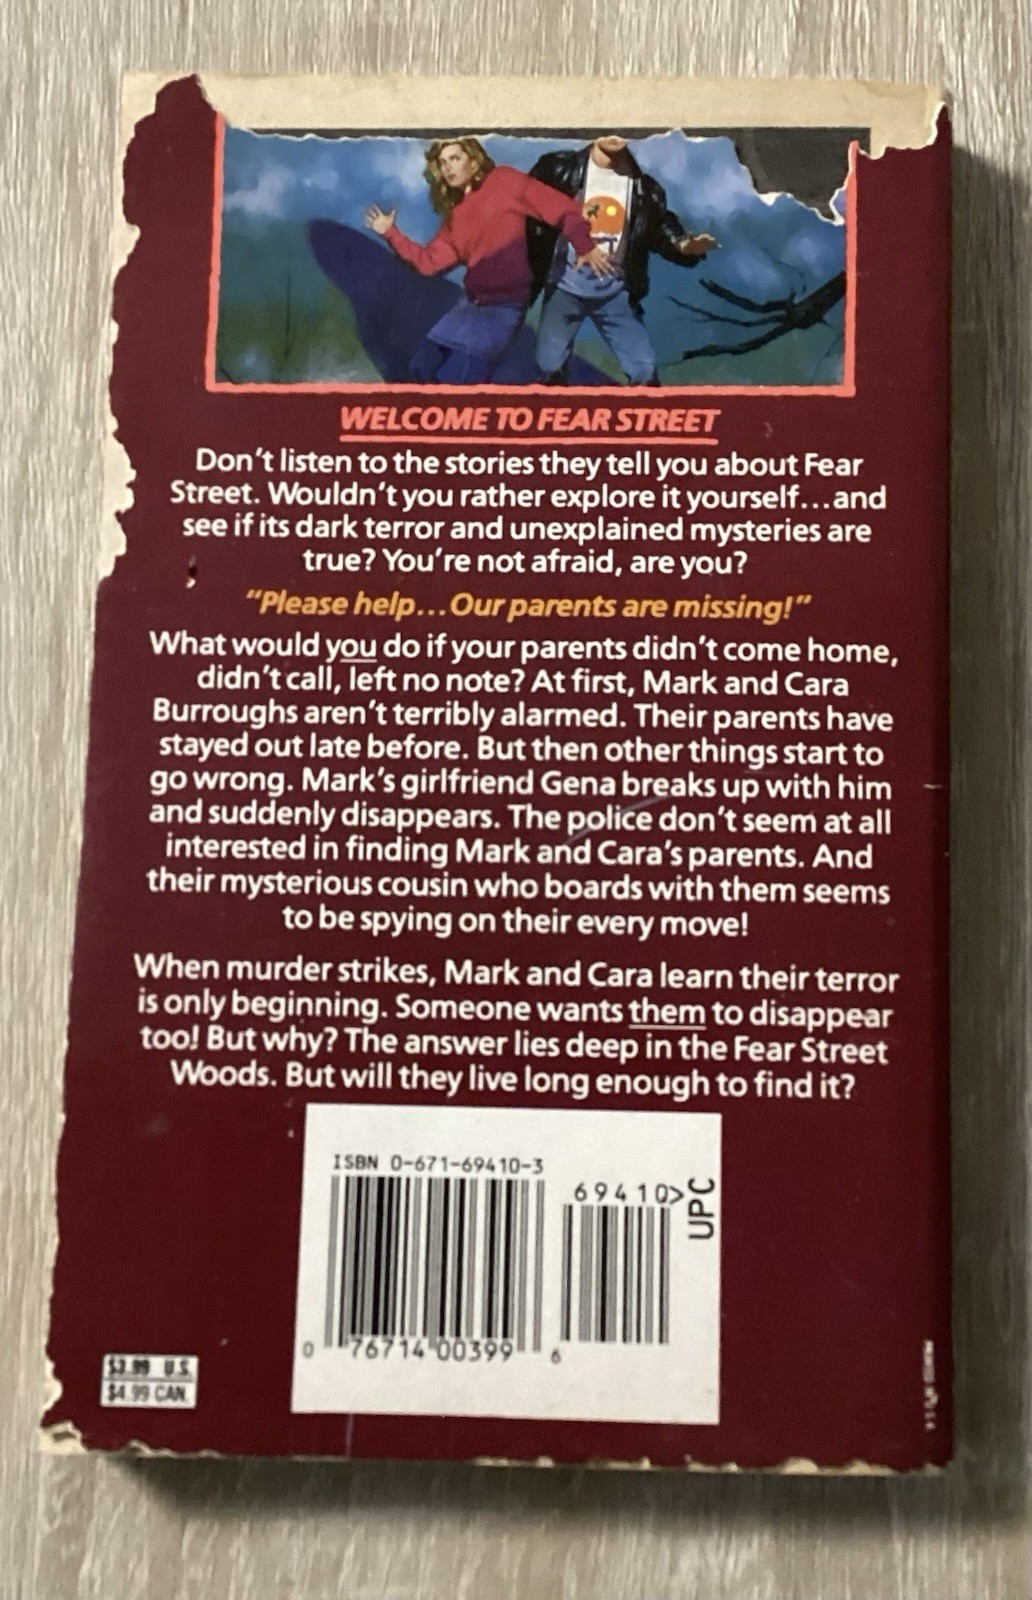 WELCOME TO FEAR STREET
Don't listen to the stories they tell you about Fear
Street. Wouldn't you rather explore it yourself...and
see if its dark terror and unexplained mysteries are
true? You're not afraid, are you?
"Please help...Our parents are missing!"
What would you do if your parents didn't come home,
didn't call, left no note? At first, Mark and Cara
Burroughs aren't terribly alarmed. Their parents have
stayed out late before. But then other things start to
go wrong. Mark's girlfriend Gena breaks up with him
and suddenly disappears. The police don't seem at all
interested in finding Mark and Cara's parents. And
their mysterious cousin who boards with them seems
to be spying on their every move!
When murder strikes, Mark and Cara learn their terror
is only beginning. Someone wants them to disappear
too! But why? The answer lies deep in the Fear Street
Woods. But will they live long enough to find it?
ISBN 0-671-69410-3
69410>
UPC
0 76714 00399 6
$3.99 U.S.
$4.99 CAN.